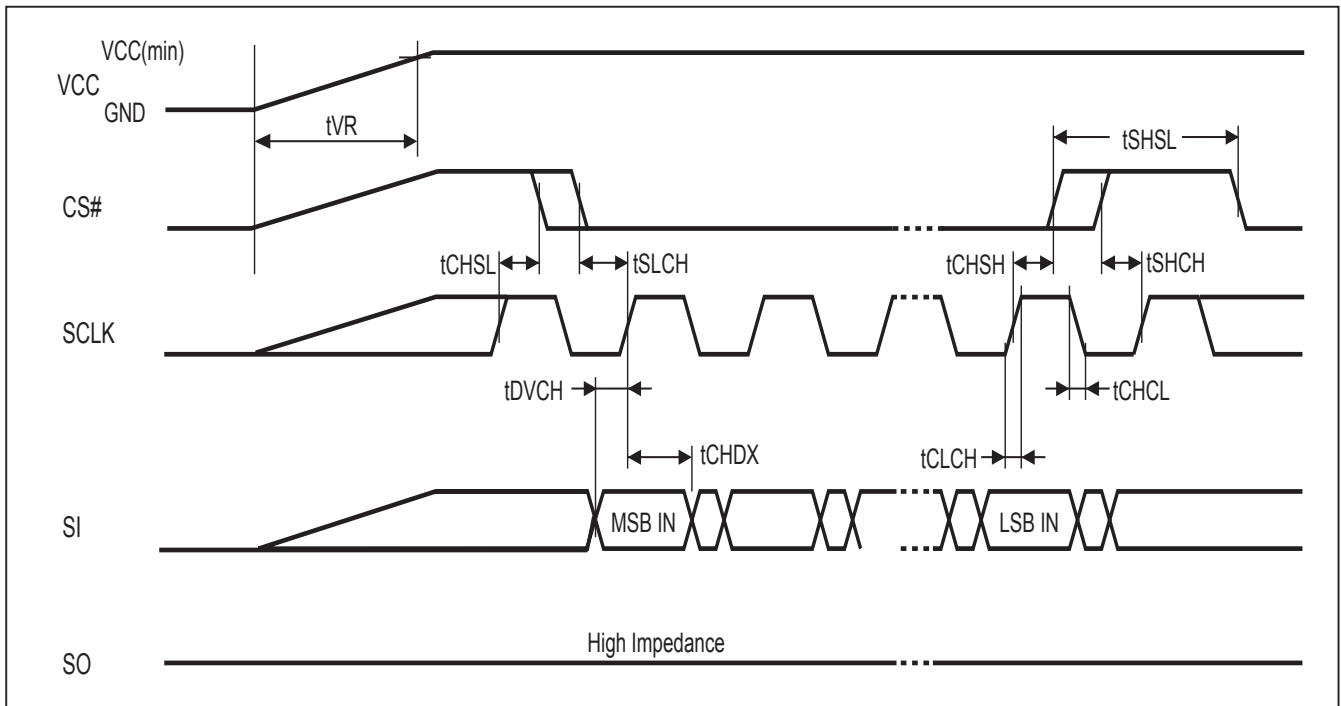 VCC(min)
VCC
GND
tVR
tSHSL
CS#
tCHSL
tSLCH
tCHSH
tSHCH
SCLK
tDVCH
tCHCL
tCHDX
tCLCH
SI
MSB IN
LSB IN
High Impedance
SO